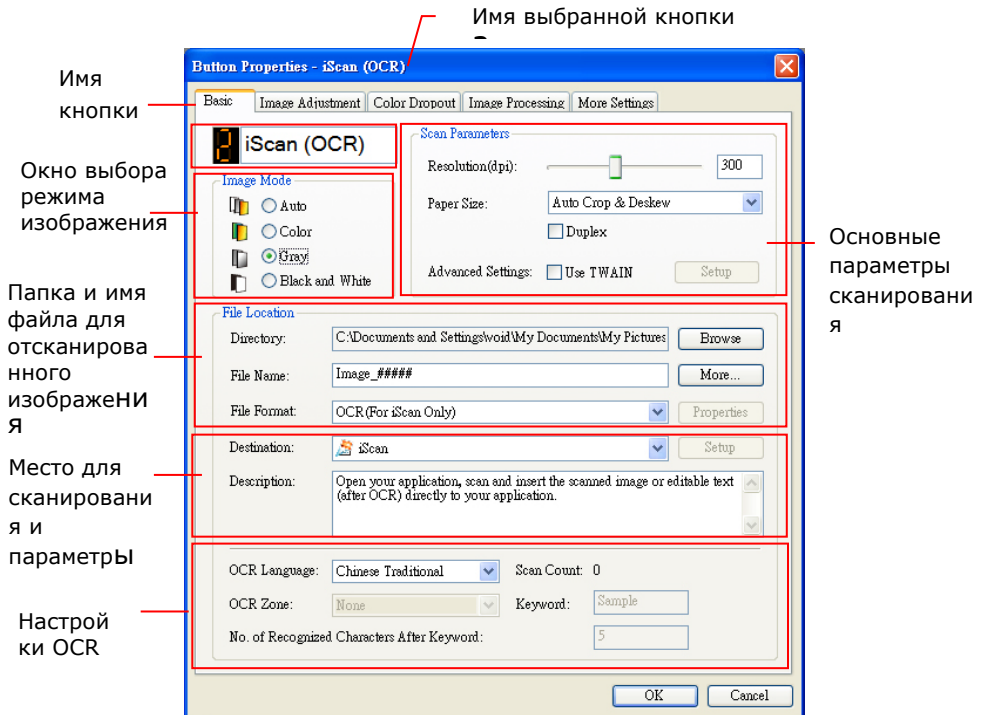 Имя выбранной кнопки
Button Properties - iScan (OCR)
Имя
кнопки
Basic
Image Adjustment
Color Dropout
Image Processing
More Settings
2
iScan (OCR)
Окно выбора
режима
изображения
Image Mode
Auto
Color
Gray
Black and White
Scan Parameters
Resolution(dpi):
300
Paper Size:
Auto Crop & Deskew
Duplex
Advanced Settings:
Use TWAIN
Setup
Основные
параметры
сканировани
я
Папка и имя
файла для
отсканирова
нного
изображени
я
File Location
Directory:
C:\Documents and Settings\void\My Documents\My Pictures
Browse
File Name:
Image_#####
More...
File Format:
OCR(For iScan Only)
Properties
Место для
сканировани
я и
параметры
Destination:
iScan
Setup
Description:
Open your application, scan and insert the scanned image or editable text
(after OCR) directly to your application.
Настрой
ки OCR
OCR Language:
Chinese Traditional
Scan Count: 0
OCR Zone:
None
Keyword:
Sample
No. of Recognized Characters After Keyword:
5
OK
Cancel